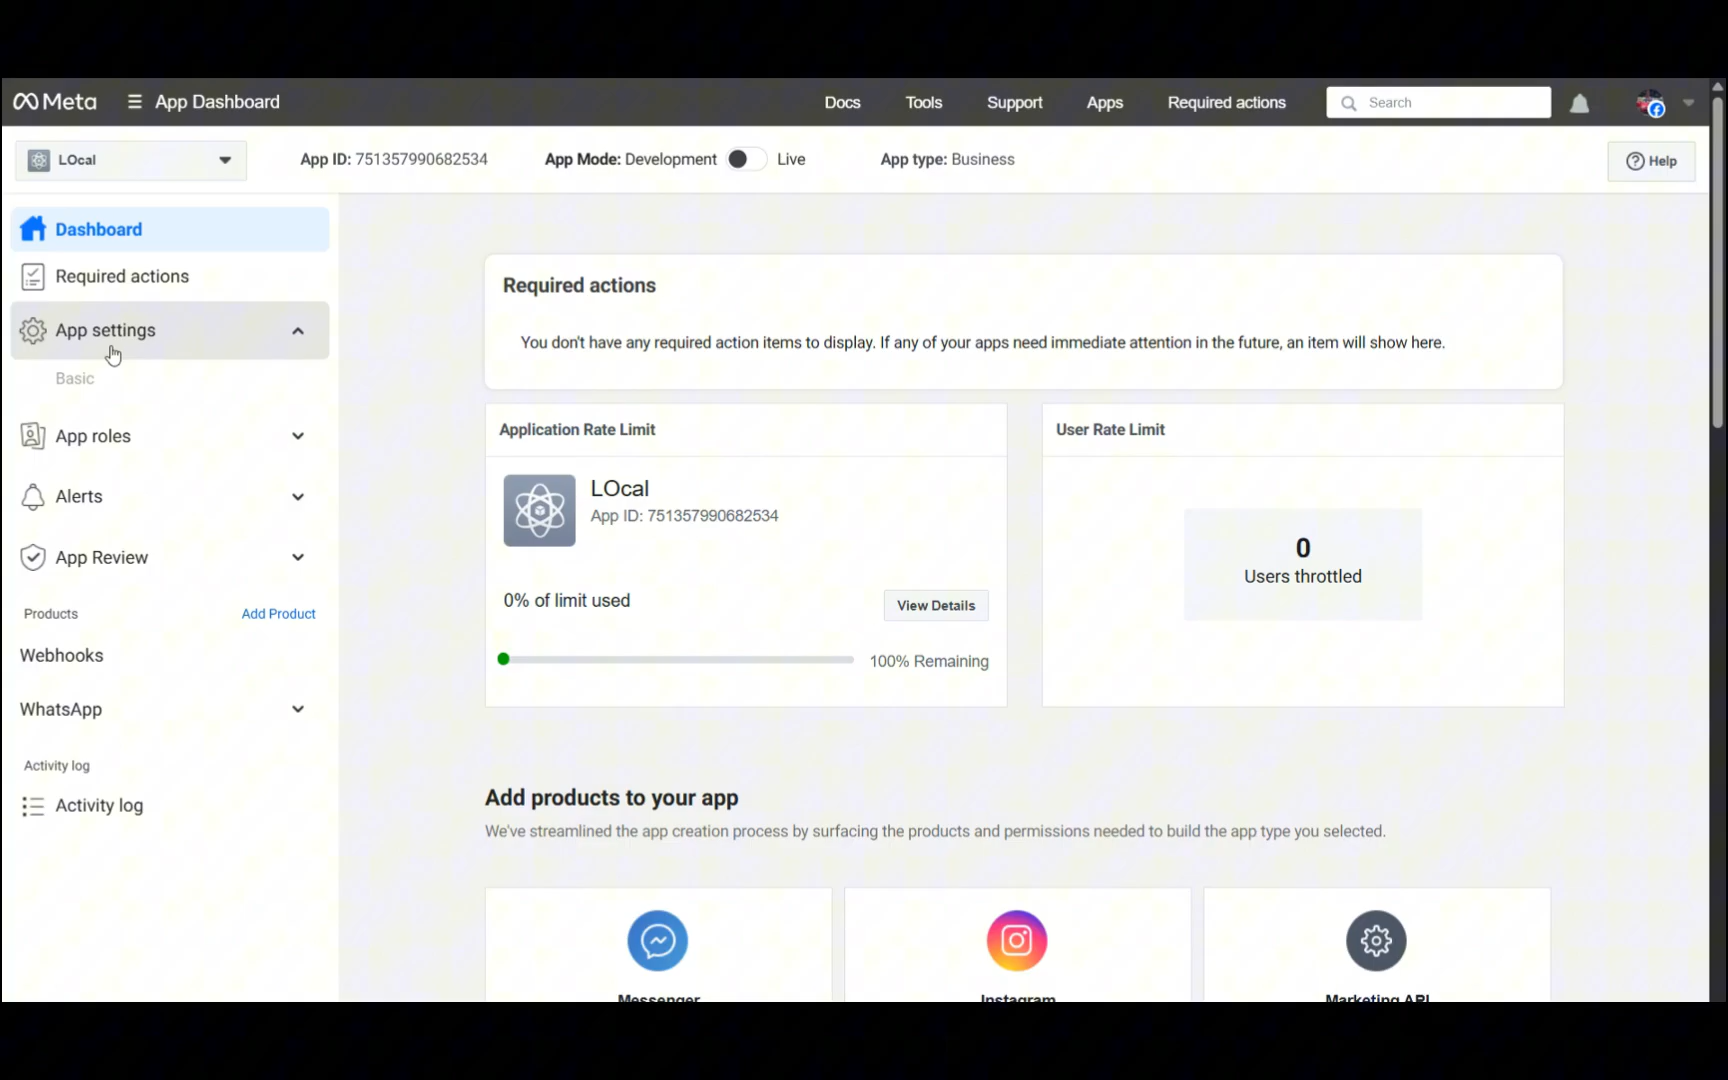 Meta
App Dashboard
Docs
Tools
Support
Apps
Required actions
Search
LOcal
App ID: 751357990682534
App Mode: Development
Live
App type: Business
Help
Dashboard
Required actions
App settings
Basic
App roles
Alerts
App Review
Products
Add Product
Webhooks
WhatsApp
Activity log
Activity log
Required actions
You don't have any required action items to display. If any of your apps need immediate attention in the future, an item will show here.
Application Rate Limit
LOcal
App ID: 751357990682534
0% of limit used
View Details
100% Remaining
User Rate Limit
0
Users throttled
Add products to your app
We've streamlined the app creation process by surfacing the products and permissions needed to build the app type you selected.
Messenger
Instagram
Marketing API